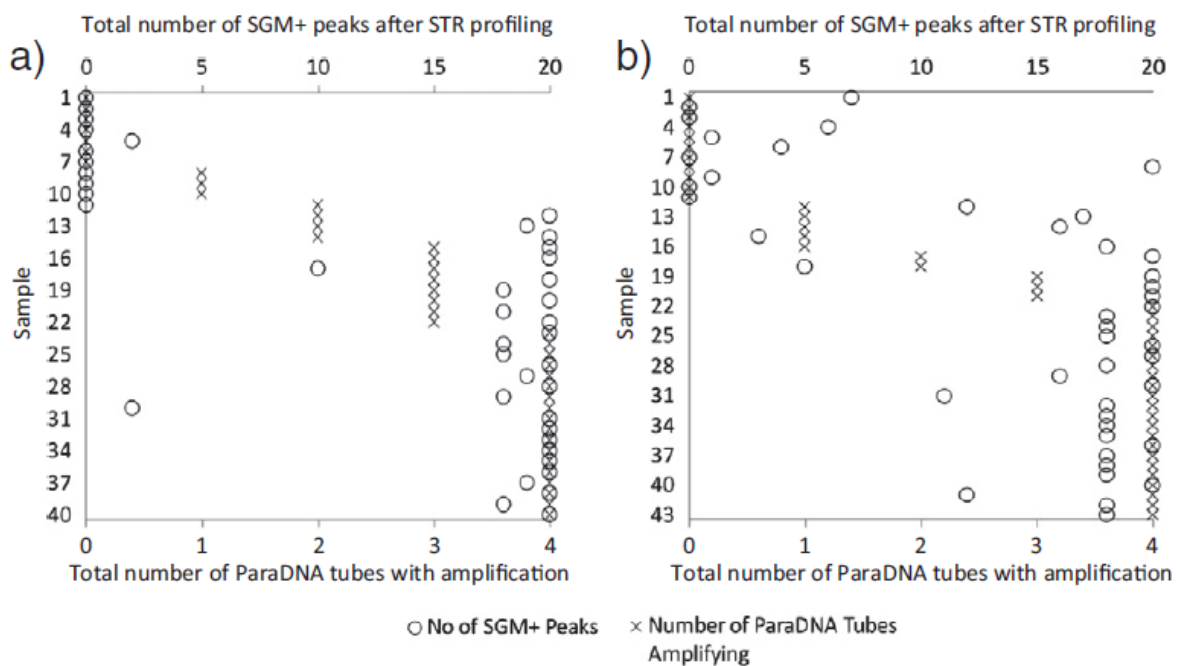 Total number of SGM+ peaks after STR profiling
a)
0 5 10 15 20
1
4
7
10
13
16
19
22
25
28
31
34
37
40
Sample
0 1 2 3 4
Total number of ParaDNA tubes with amplification
Total number of SGM+ peaks after STR profiling
b)
0 5 10 15 20
1
4
7
10
13
16
19
22
25
28
31
34
37
40
43
Sample
0 1 2 3 4
Total number of ParaDNA tubes with amplification
No of SGM+ Peaks
Number of ParaDNA Tubes
Amplifying